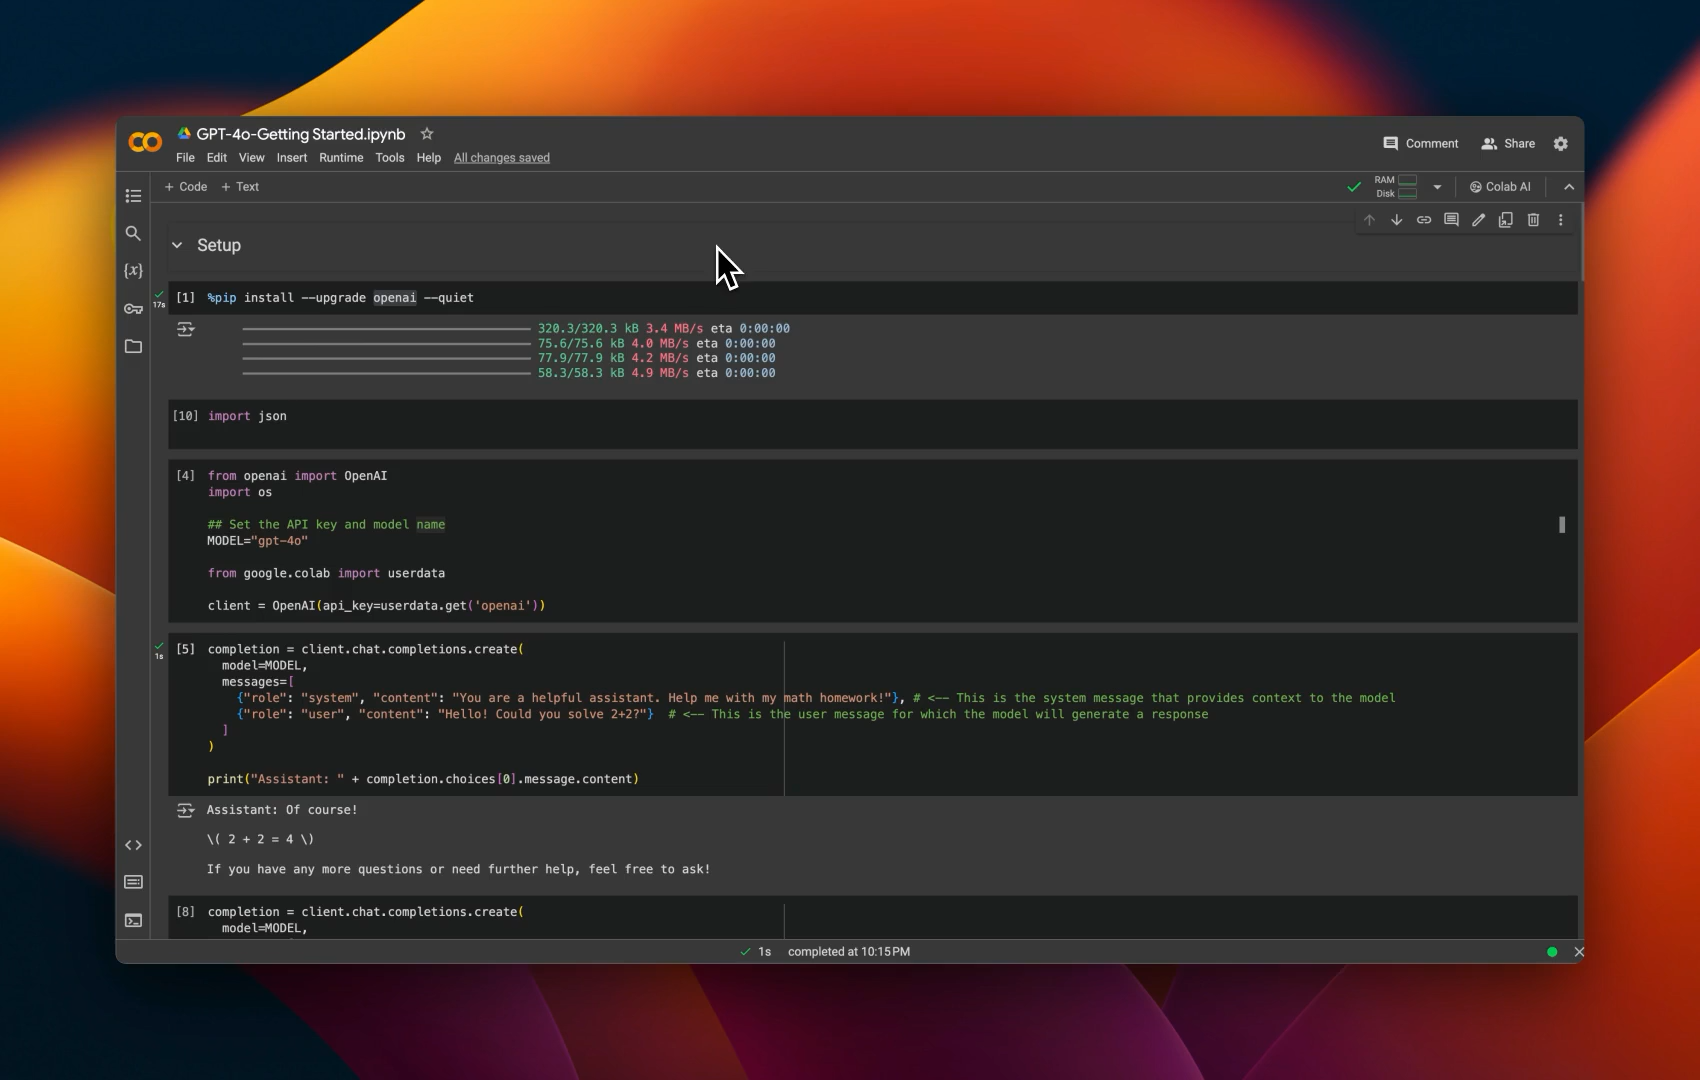 GPT-4o-Getting Started.ipynb
Comment Share
File Edit View Insert Runtime Tools Help All changes saved
+ Code + Text
RAM
Disk
Colab AI
Setup
17s
[1] %pip install --upgrade openai --quiet
320.3/320.3 kB 3.4 MB/s eta 0:00:00
75.6/75.6 kB 4.0 MB/s eta 0:00:00
77.9/77.9 kB 4.2 MB/s eta 0:00:00
58.3/58.3 kB 4.9 MB/s eta 0:00:00
[10] import json
[4] from openai import OpenAI
import os
## Set the API key and model name
MODEL="gpt-4o"
from google.colab import userdata
client = OpenAI(api_key=userdata.get('openai'))
1s
[5] completion = client.chat.completions.create(
model=MODEL,
messages=[
{"role": "system", "content": "You are a helpful assistant. Help me with my math homework!"}, # <-- This is the system message that provides context to the model
{"role": "user", "content": "Hello! Could you solve 2+2?"} # <-- This is the user message for which the model will generate a response
]
)
print("Assistant: " + completion.choices[0].message.content)
Assistant: Of course!
\( 2 + 2 = 4 \)
If you have any more questions or need further help, feel free to ask!
[8] completion = client.chat.completions.create(
model=MODEL,
1s completed at 10:15 PM